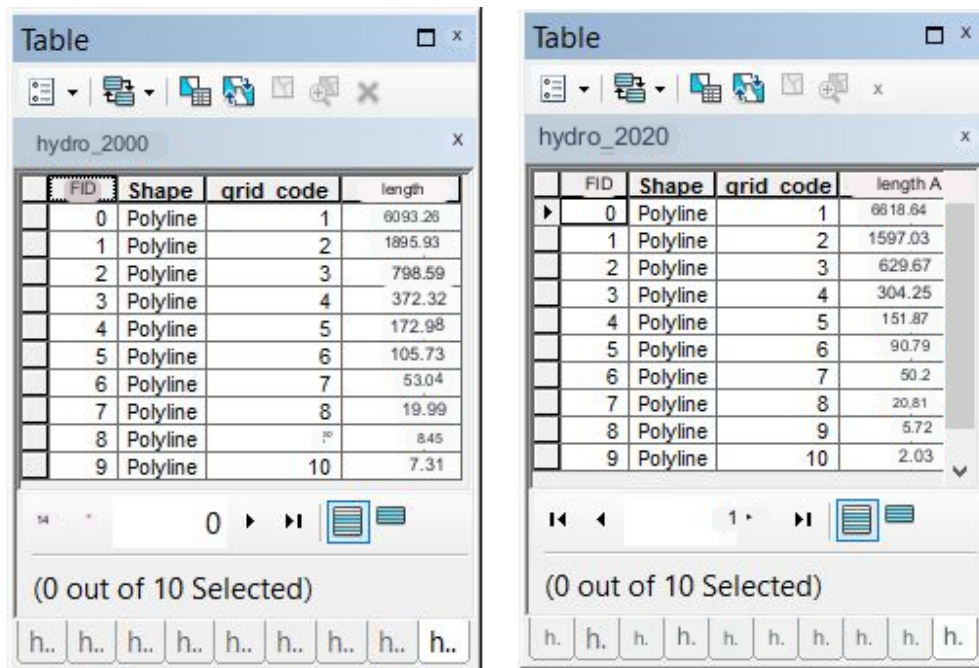 Table x
hydro_2000 x
FID Shape grid_code length
0 Polyline 1 6093.26
1 Polyline 2 1895.93
2 Polyline 3 798.59
3 Polyline 4 372.32
4 Polyline 5 172.98
5 Polyline 6 105.73
6 Polyline 7 53.04
7 Polyline 8 19.99
8 Polyline 8.45
9 Polyline 10 7.31
14 0
(0 out of 10 Selected)
h.. h.. h.. h.. h.. h.. h.. h.. h..
Table x
x
hydro_2020 x
FID Shape grid_code length A
0 Polyline 1 6618.64
1 Polyline 2 1597.03
2 Polyline 3 629.67
3 Polyline 4 304.25
4 Polyline 5 151.87
5 Polyline 6 90.79
6 Polyline 7 50.2
7 Polyline 8 20,81
8 Polyline 9 5.72
9 Polyline 10 2.03
1
(0 out of 10 Selected)
h. h. h. h. h. h. h. h. h. h.